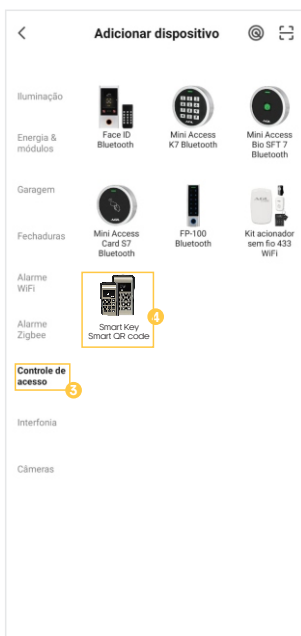 Adicionar dispositivo
Iluminação
Energia &
módulos
Garagem
Fechaduras
Alarme
WiFi
Alarme
Zigbee
Controle de
acesso
3
Interfonia
Câmeras
Face ID
Bluetooth
Mini Access
K7 Bluetooth
Mini Access
Bio SFT 7
Bluetooth
Mini Access
Card S7
Bluetooth
FP-100
Bluetooth
Kit acionador
sem fio 433
WiFi
Smart Key
Smart QR code
4